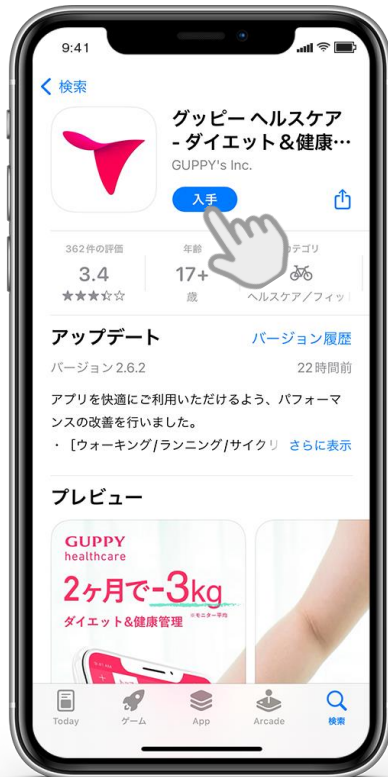 9:41
検索
グッピー ヘルスケア
- ダイエット＆健康…
GUPPY's Inc.
入手
362件の評価
年齢
カテゴリ
3.4
17+
★★★☆☆
歳
ヘルスケア／フィッ
アップデート
バージョン履歴
バージョン 2.6.2
22時間前
アプリを快適にご利用いただけるよう、パフォーマ
ンスの改善を行いました。
・［ウォーキング/ランニング/サイクリ さらに表示
プレビュー
GUPPY
healthcare
2ヶ月で-3kg
※モニター平均
ダイエット&健康管理
Today
ゲーム
App
Arcade
検索